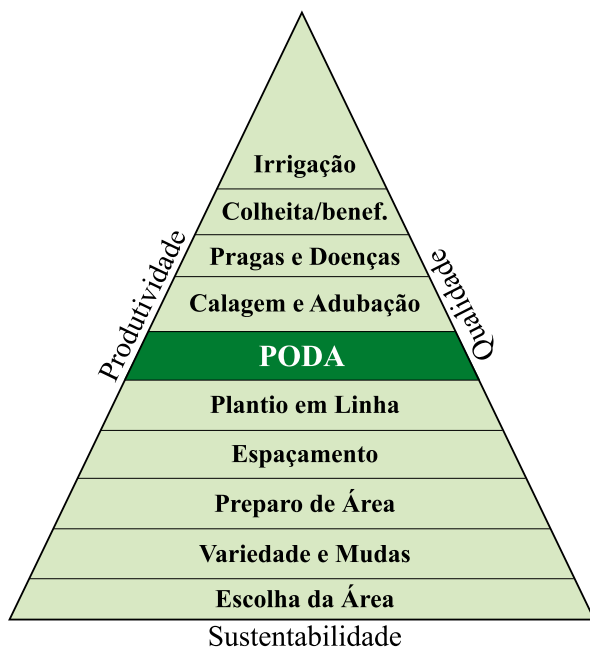 Irrigação
Colheita/benef.
Pragas e Doenças
Calagem e Adubação
PODA
Plantio em Linha
Espaçamento
Preparo de Área
Variedade e Mudas
Escolha da Área
Produtividade
Qualidade
Sustentabilidade